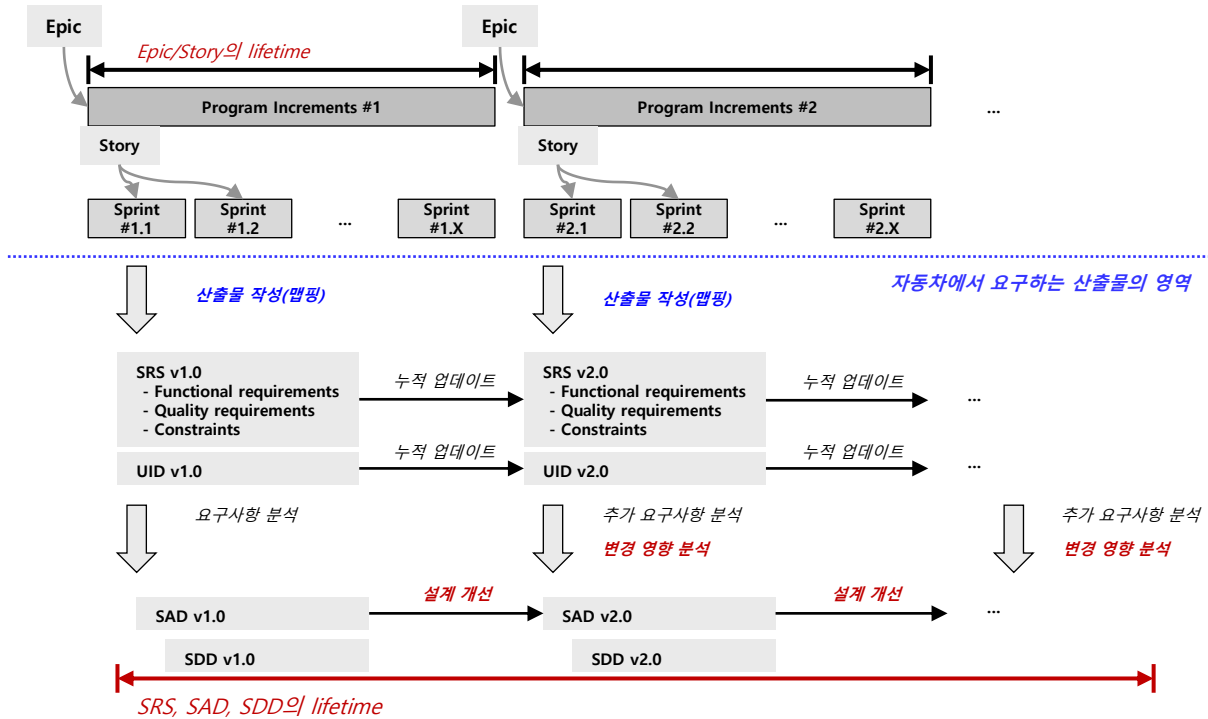 Epic
Epic
Epic/Story의 lifetime
Program Increments #1
Program Increments #2
...
Story
Story
Sprint
#1.1
Sprint
#1.2
...
Sprint
#1.X
Sprint
#2.1
Sprint
#2.2
...
Sprint
#2.X
자동차에서 요구하는 산출물의 영역
산출물 작성(맵핑)
산출물 작성(맵핑)
SRS v1.0
- Functional requirements
- Quality requirements
- Constraints
누적 업데이트
SRS v2.0
- Functional requirements
- Quality requirements
- Constraints
누적 업데이트
...
UID v1.0
누적 업데이트
UID v2.0
누적 업데이트
...
요구사항 분석
추가 요구사항 분석
변경 영향 분석
추가 요구사항 분석
변경 영향 분석
SAD v1.0
설계 개선
SAD v2.0
설계 개선
...
SDD v1.0
SDD v2.0
SRS, SAD, SDD의 lifetime